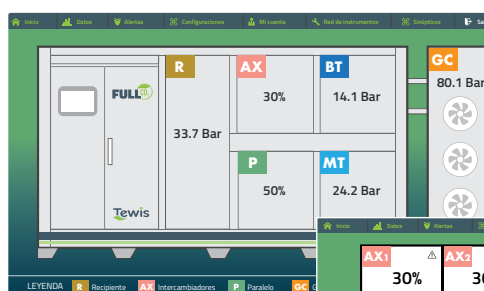 Inicio Datos Alertas Configuraciones Mi cuenta Red de instrumentos Sinópticos
R AX BT GC
FULL
30% 14.1 Bar 80.1 Bar
33.7 Bar
P MT
50% 24.2 Bar
Tewis
Inicio Datos Alertas
AX1 AX2
30%
LEYENDA R Recipiente AX Intercambiadores P Paralelo GC